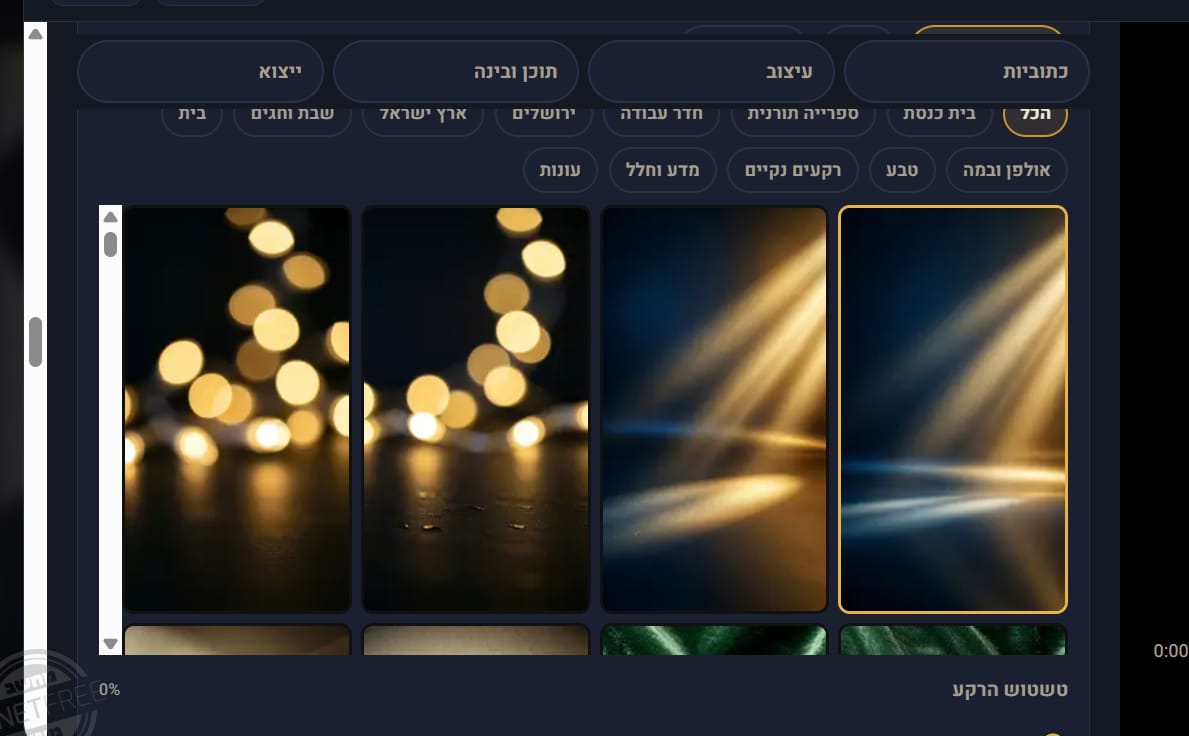 כתוביות
עיצוב
תוכן ובינה
ייצוא
הכל
בית כנסת
ספרייה תורנית
חדר עבודה
ירושלים
ארץ ישראל
שבת וחגים
בית
אולפן ובמה
טבע
רקעים נקיים
מדע וחלל
עונות
0:00
טשטוש הרקע
0%
NETFREE